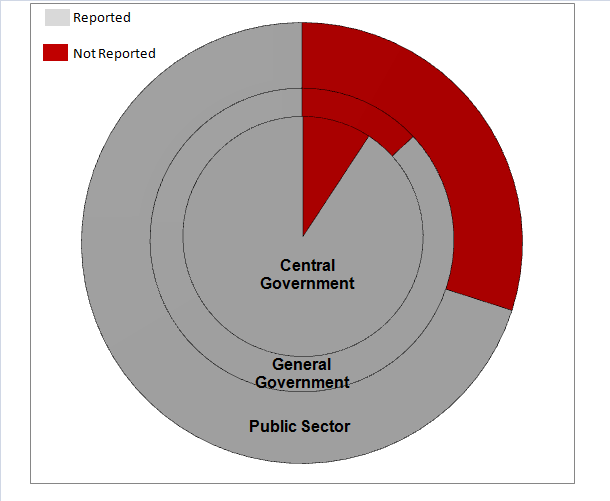 Reported
Not Reported
Central
Government
General
Government
Public Sector